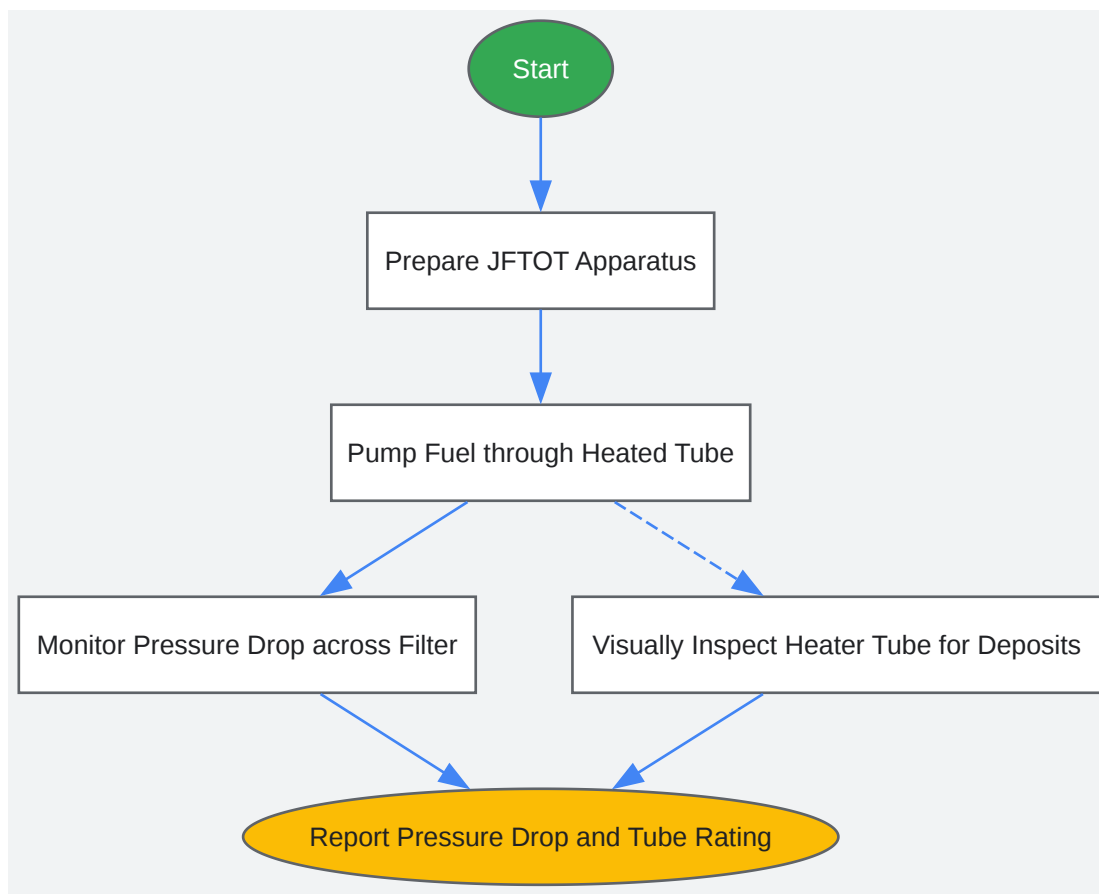 Start
Prepare JFTOT Apparatus
Pump Fuel through Heated Tube
Monitor Pressure Drop across Filter
Visually Inspect Heater Tube for Deposits
Report Pressure Drop and Tube Rating